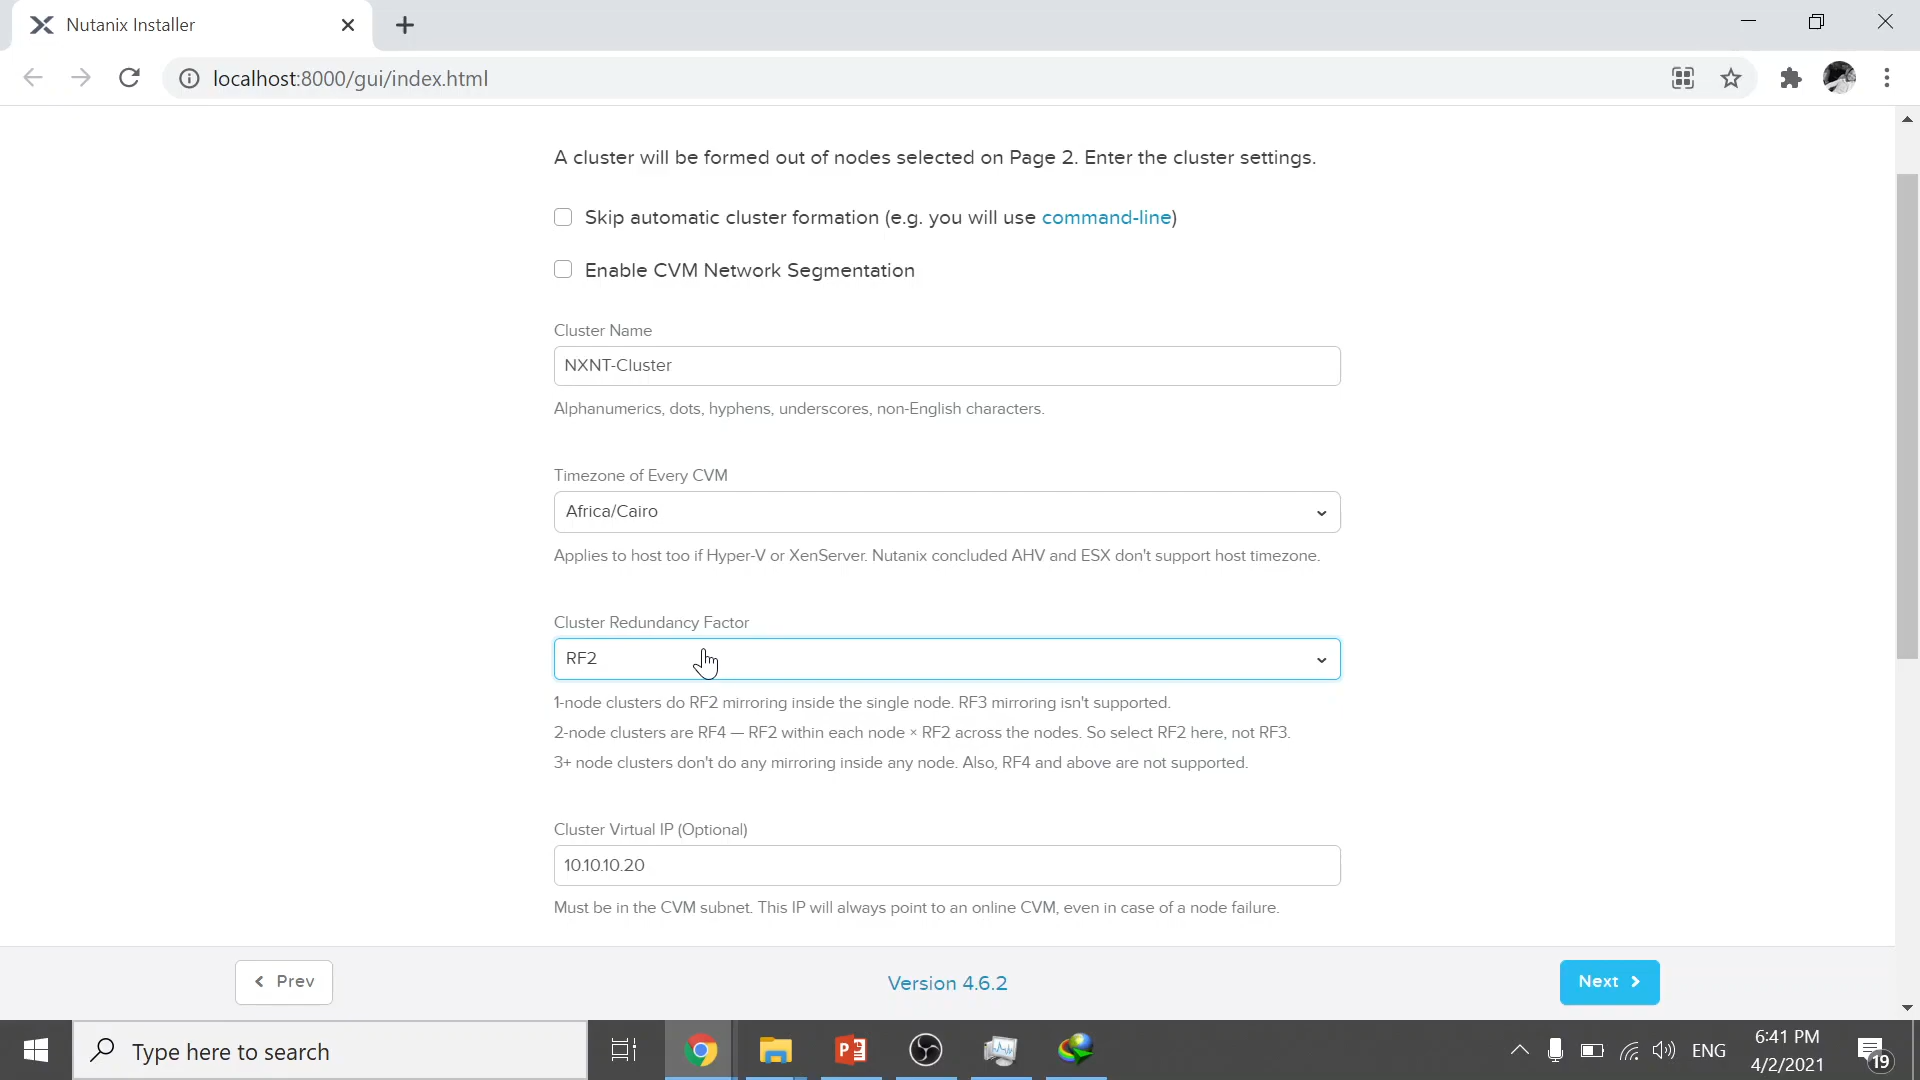 Nutanix Installer
localhost:8000/gui/index.html
A cluster will be formed out of nodes selected on Page 2. Enter the cluster settings.
Skip automatic cluster formation (e.g. you will use command-line)
Enable CVM Network Segmentation
Cluster Name
NXNT-Cluster
Alphanumerics, dots, hyphens, underscores, non-English characters.
Timezone of Every CVM
Africa/Cairo
Applies to host too if Hyper-V or XenServer. Nutanix concluded AHV and ESX don't support host timezone.
Cluster Redundancy Factor
RF2
1-node clusters do RF2 mirroring inside the single node. RF3 mirroring isn't supported.
2-node clusters are RF4 — RF2 within each node × RF2 across the nodes. So select RF2 here, not RF3.
3+ node clusters don't do any mirroring inside any node. Also, RF4 and above are not supported.
Cluster Virtual IP (Optional)
10.10.10.20
Must be in the CVM subnet. This IP will always point to an online CVM, even in case of a node failure.
Prev
Version 4.6.2
Next
Type here to search
ENG
6:41 PM
4/2/2021
19